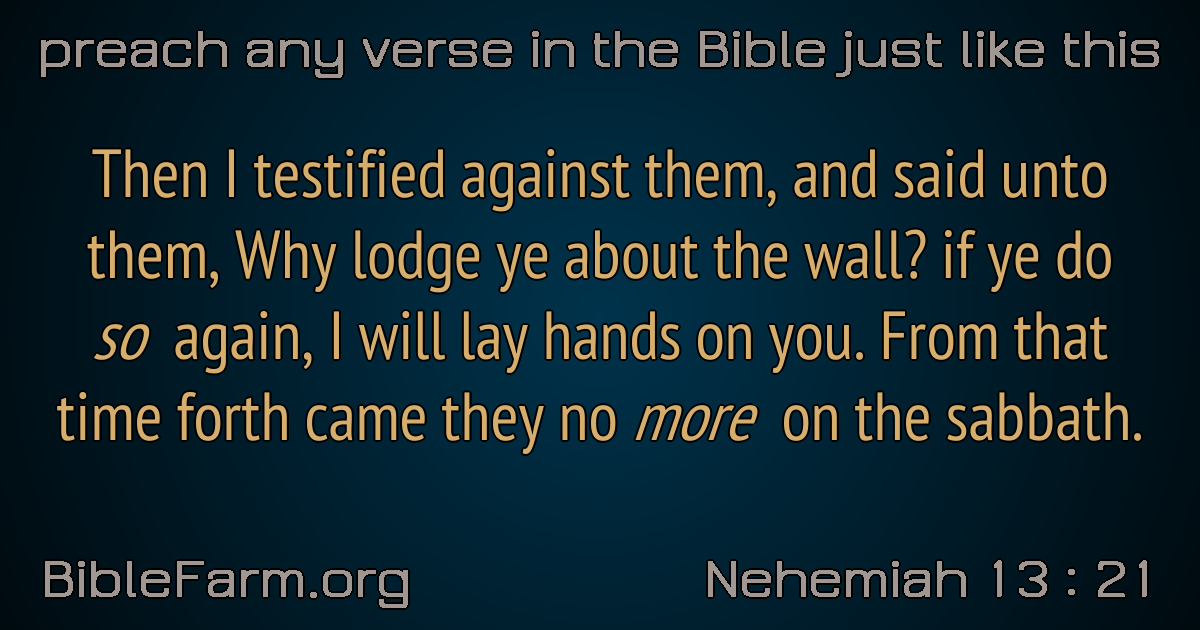 preach any verse in the Bible just like this
Then I testified against them, and said unto
them, Why lodge ye about the wall? if ye do
so again, I will lay hands on you. From that
time forth came they no more on the sabbath.
BibleFarm.org
Nehemiah 13 : 21